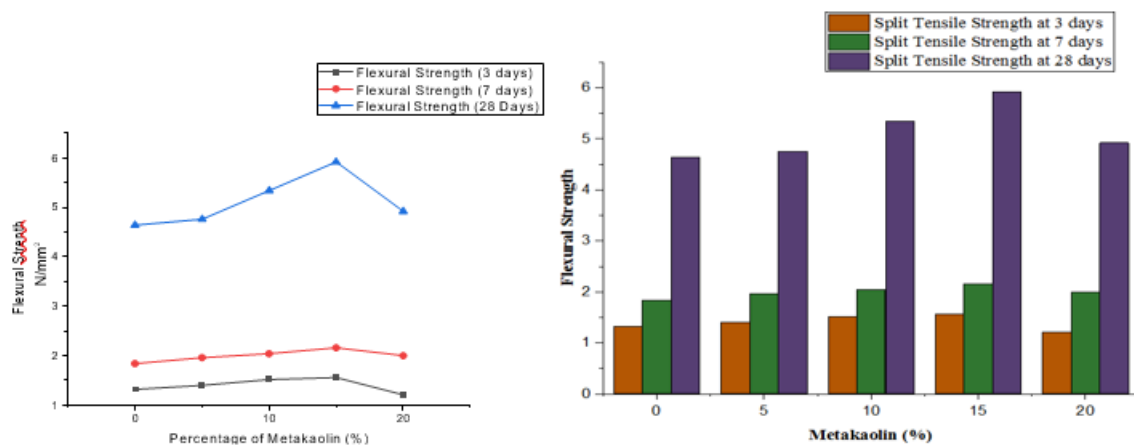 Flexural Strength (3 days)
Flexural Strength (7 days)
Flexural Strength (28 Days)
Flexural Strenth
N/mm²
6
5
4
3
2
1
0
10
20
Percentage of Metakaolin (%)
Split Tensile Strength at 3 days
Split Tensile Strength at 7 days
Split Tensile Strength at 28 days
Flexural Strength
6
5
4
3
2
1
0
0
5
10
15
20
Metakaolin (%)